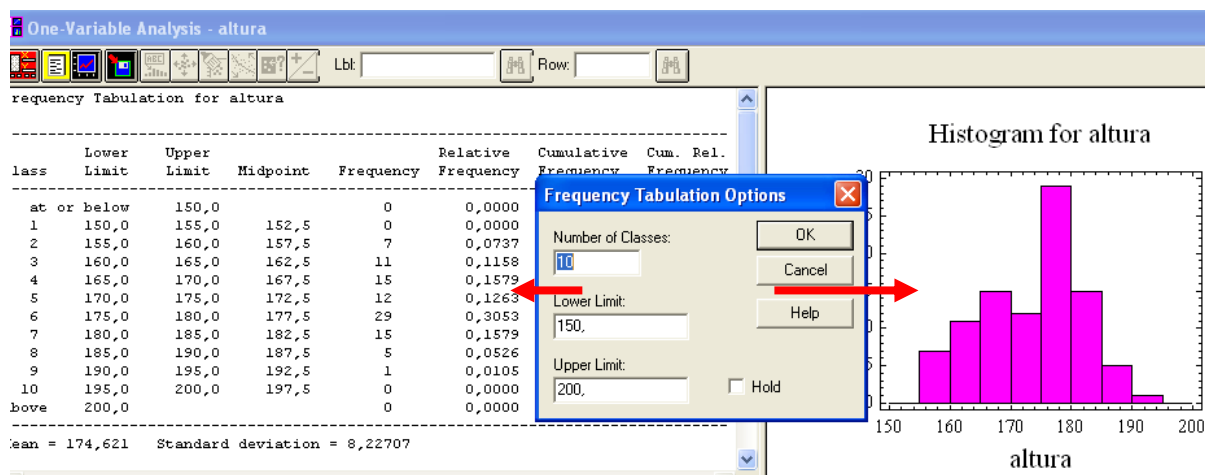 One-Variable Analysis - altura
Lbl: Row:
requency Tabulation for altura
Lower Upper Relative Cumulative Cum. Rel.
lass Limit Limit Midpoint Frequency Frequency Frequency Frequency
at or below 150,0 0 0,0000
1 150,0 155,0 152,5 0 0,0000
2 155,0 160,0 157,5 7 0,0737
3 160,0 165,0 162,5 11 0,1158
4 165,0 170,0 167,5 15 0,1579
5 170,0 175,0 172,5 12 0,1263
6 175,0 180,0 177,5 29 0,3053
7 180,0 185,0 182,5 15 0,1579
8 185,0 190,0 187,5 5 0,0526
9 190,0 195,0 192,5 1 0,0105
10 195,0 200,0 197,5 0 0,0000
bove 200,0 0 0,0000
ean = 174,621 Standard deviation = 8,22707
Frequency Tabulation Options
Number of Classes:
10
Lower Limit:
150,
Upper Limit:
200,
OK
Cancel
Help
Hold
Histogram for altura
150 160 170 180 190 200
altura